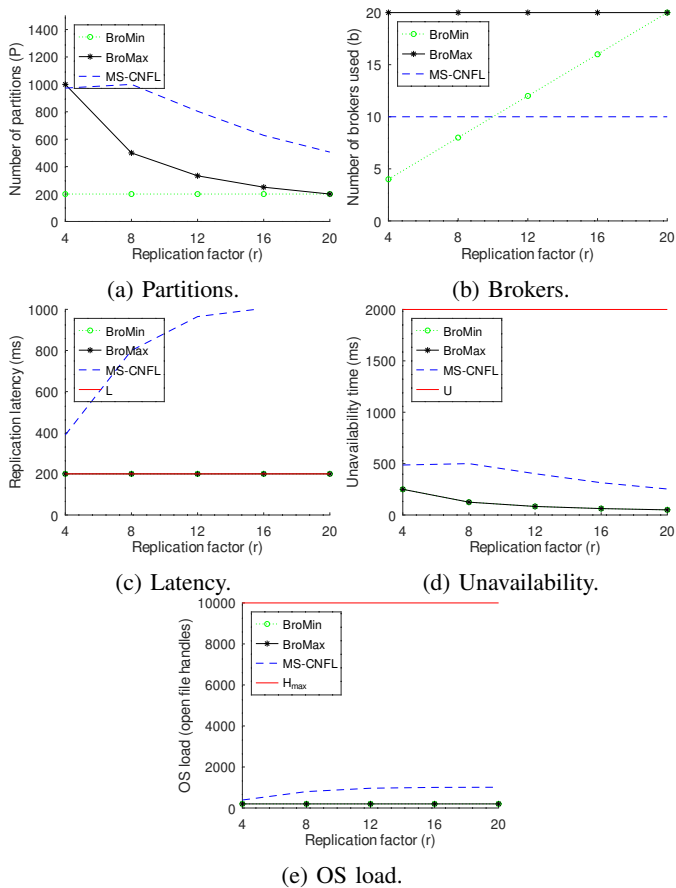 Number of partitions (P)
1400
1200
1000
800
600
400
200
0
BroMin
BroMax
MS-CNFL
4
8
12
16
20
Replication factor (r)
(a) Partitions.
Number of brokers used (b)
20
15
10
5
0
BroMin
BroMax
MS-CNFL
4
8
12
16
20
Replication factor (r)
(b) Brokers.
Replication latency (ms)
1000
800
600
400
200
0
BroMin
BroMax
MS-CNFL
L
4
8
12
16
20
Replication factor (r)
(c) Latency.
Unavailability time (ms)
2000
1500
1000
500
0
BroMin
BroMax
MS-CNFL
U
4
8
12
16
20
Replication factor (r)
(d) Unavailability.
OS load (open file handles)
10000
8000
6000
4000
2000
0
BroMin
BroMax
MS-CNFL
Hmax
4
8
12
16
20
Replication factor (r)
(e) OS load.